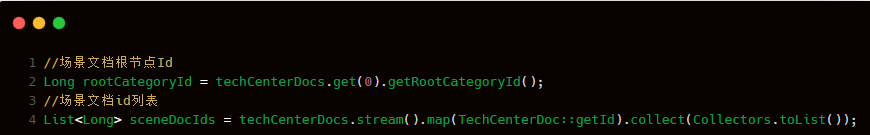 1 //场景文档根节点Id
2 Long rootCategoryId = techCenterDocs.get(0).getRootCategoryId();
3 //场景文档id列表
4 List<Long> sceneDocIds = techCenterDocs.stream().map(TechCenterDoc::getId).collect(Collectors.toList());